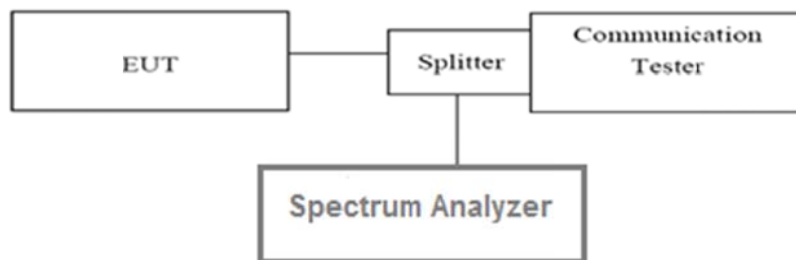 EUT
Splitter
Communication
Tester
Spectrum Analyzer